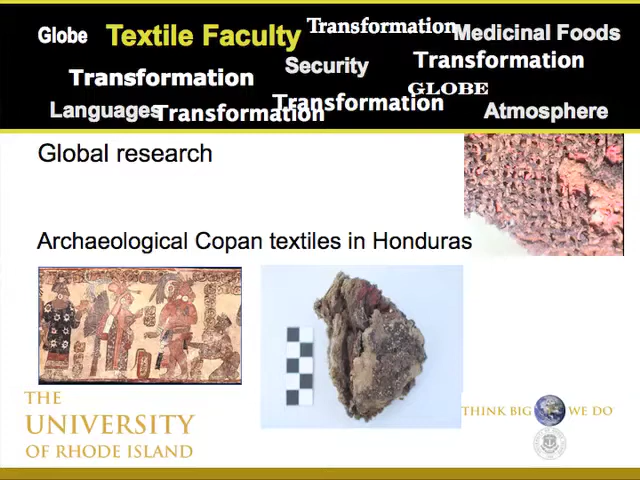 Globe Textile Faculty Transformation Medicinal Foods
Security Transformation
Transformation
GLOBE
Languages Transformation Transformation Atmosphere
Global research
Archaeological Copan textiles in Honduras
THE
UNIVERSITY
OF RHODE ISLAND
THINK BIG WE DO